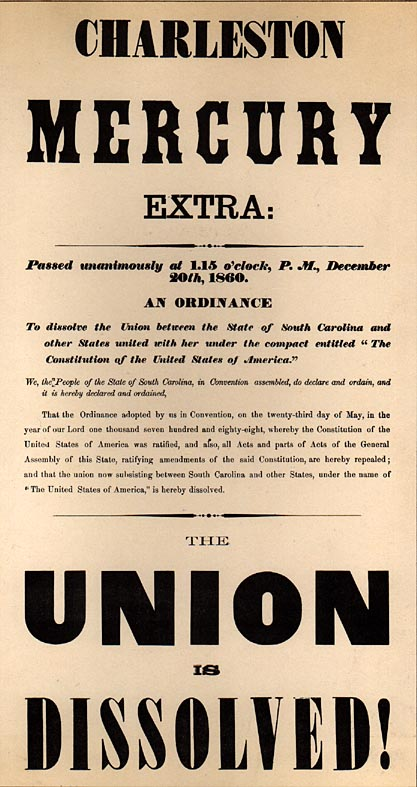 CHARLESTON
MERCURY
EXTRA:
Passed unanimously at 1.15 o'clock, P. M., December
20th, 1860.
AN ORDINANCE
To dissolve the Union between the State of South Carolina and
other States united with her under the compact entitled “ The
Constitution of the United States of America.”
We, the People of the State of South Carolina, in Convention assembled, do declare and ordain, and
it is hereby declared and ordained,
That the Ordinance adopted by us in Convention, on the twenty-third day of May, in the
year of our Lord one thousand seven hundred and eighty-eight, whereby the Constitution of the
United States of America was ratified, and also, all Acts and parts of Acts of the General
Assembly of this State, ratifying amendments of the said Constitution, are hereby repealed;
and that the union now subsisting between South Carolina and other States, under the name of
“ The United States of America,” is hereby dissolved.
THE
UNION
IS
DISSOLVED!